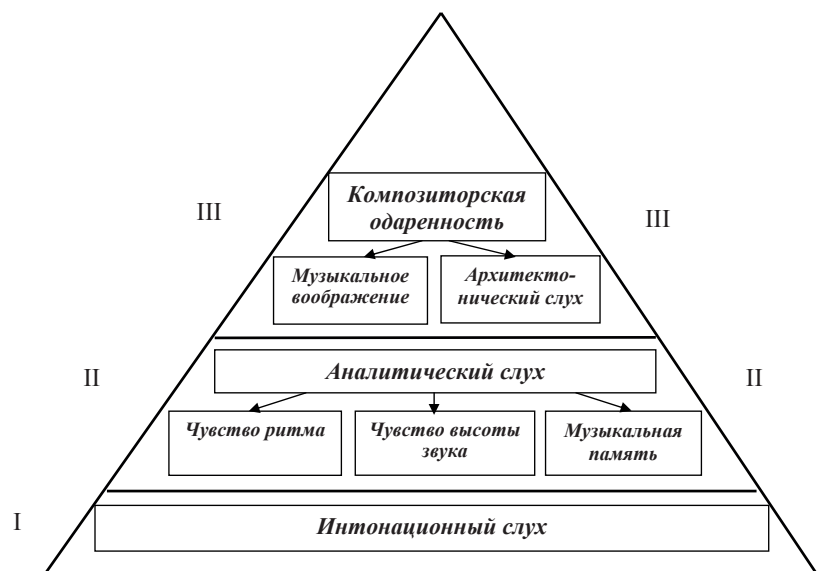 III
Композиторская
одаренность
III
Музыкальное
воображение
Архитекто-
нический слух
II
Аналитический слух
II
Чувство ритма
Чувство высоты
звука
Музыкальная
память
I
Интонационный слух